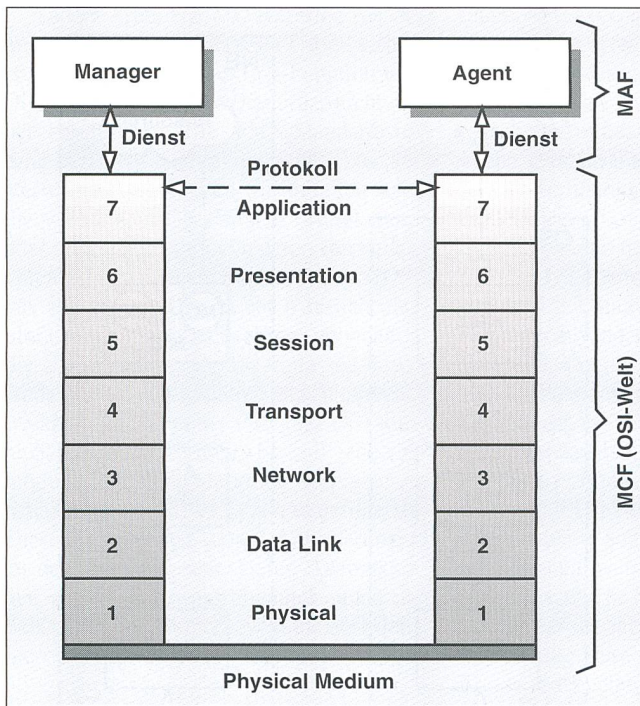 Manager
Agent
MAF
Dienst
Dienst
Protokoll
7
Application
7
6
Presentation
6
5
Session
5
4
Transport
4
3
Network
3
2
Data Link
2
1
Physical
1
MCF (OSI-Welt)
Physical Medium